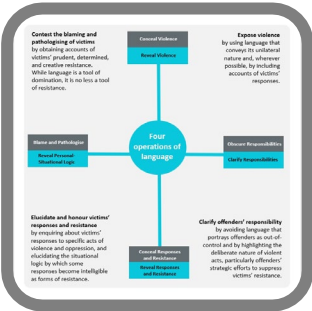 Contest the blaming and
pathologising of victims
by obtaining accounts of
victims' prudent, determined,
and creative resistance.
While language is a tool of
domination, it is no less a tool
of resistance.
Conceal Violence
Reveal Violence
Expose violence
by using language that
conveys its unilateral
nature and, wherever
possible, by including
accounts of victims'
responses.
Blame and Pathologise
Reveal Personal-
Situational Logic
Four
operations of
language
Obscure Responsibilities
Clarify Responsibilities
Elucidate and honour victims'
responses and resistance
by enquiring about victims'
responses to specific acts of
violence and oppression, and
elucidating the situational
logic by which some
responses become intelligible
as forms of resistance.
Conceal Responses
and Resistance
Reveal Responses
and Resistance
Clarify offenders' responsibility
by avoiding language that
portrays offenders as out-of-
control and by highlighting the
deliberate nature of violent
acts, particularly offenders'
strategic efforts to suppress
victims' resistance.